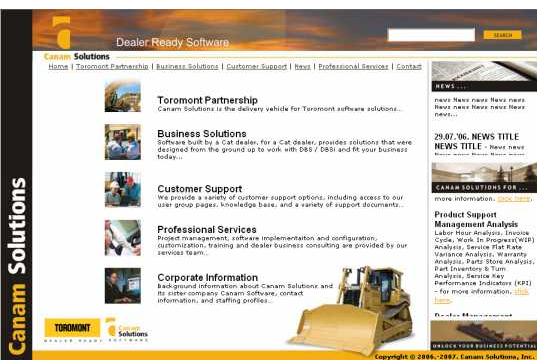 Dealer Ready Software
SEARCH
Canam Solutions
Home | Toromont Partnership | Business Solutions | Customer Support | News | Professional Services | Contact
Toromont Partnership
Canam Solutions is the delivery vehicle for Toromont software solutions...
Business Solutions
Software built by a Cat dealer, for a Cat dealer, provides solutions that were
designed from the ground up to work with DBS / DBSi and fit your business
today...
Customer Support
We provide a variety of customer support options, including access to our
user group pages, knowledge base, and a variety of support documents..
Professional Services
Project management, software implementaiton and configuration,
customization, training and dealer business consulting are provided by our
services team..
Corporate Information
Background information about Canam Solutions and
its sister company Canam Software, contact
information, and staffing profiles...
TOROMONT
Canam
Solutions
DEALER READY SOFTWARE
Canam Solutions
NEWS ...
news News news News news
News news News news News
news...
29.07.'06. NEWS TITLE
NEWS TITLE - News news
News news News news News
CANAM SOLUTIONS FOR ...
more information, click here.
Product Support
Management Analysis
Labor Hour Analysis, Invoice
Cycle, Work In Progress(WIP)
Analysis, Service Flat Rate
Variance Analysis, Warranty
Analysis, Parts Store Analysis,
Part Inventory & Turn
Analysis, Service Key
Performance Indicators (KPI)
- for more information, click
here.
Dealer Management
UNLOCK YOUR BUSINESS POTENTIAL
Copyright © 2006.-2007. Canam Solutions, Inc.